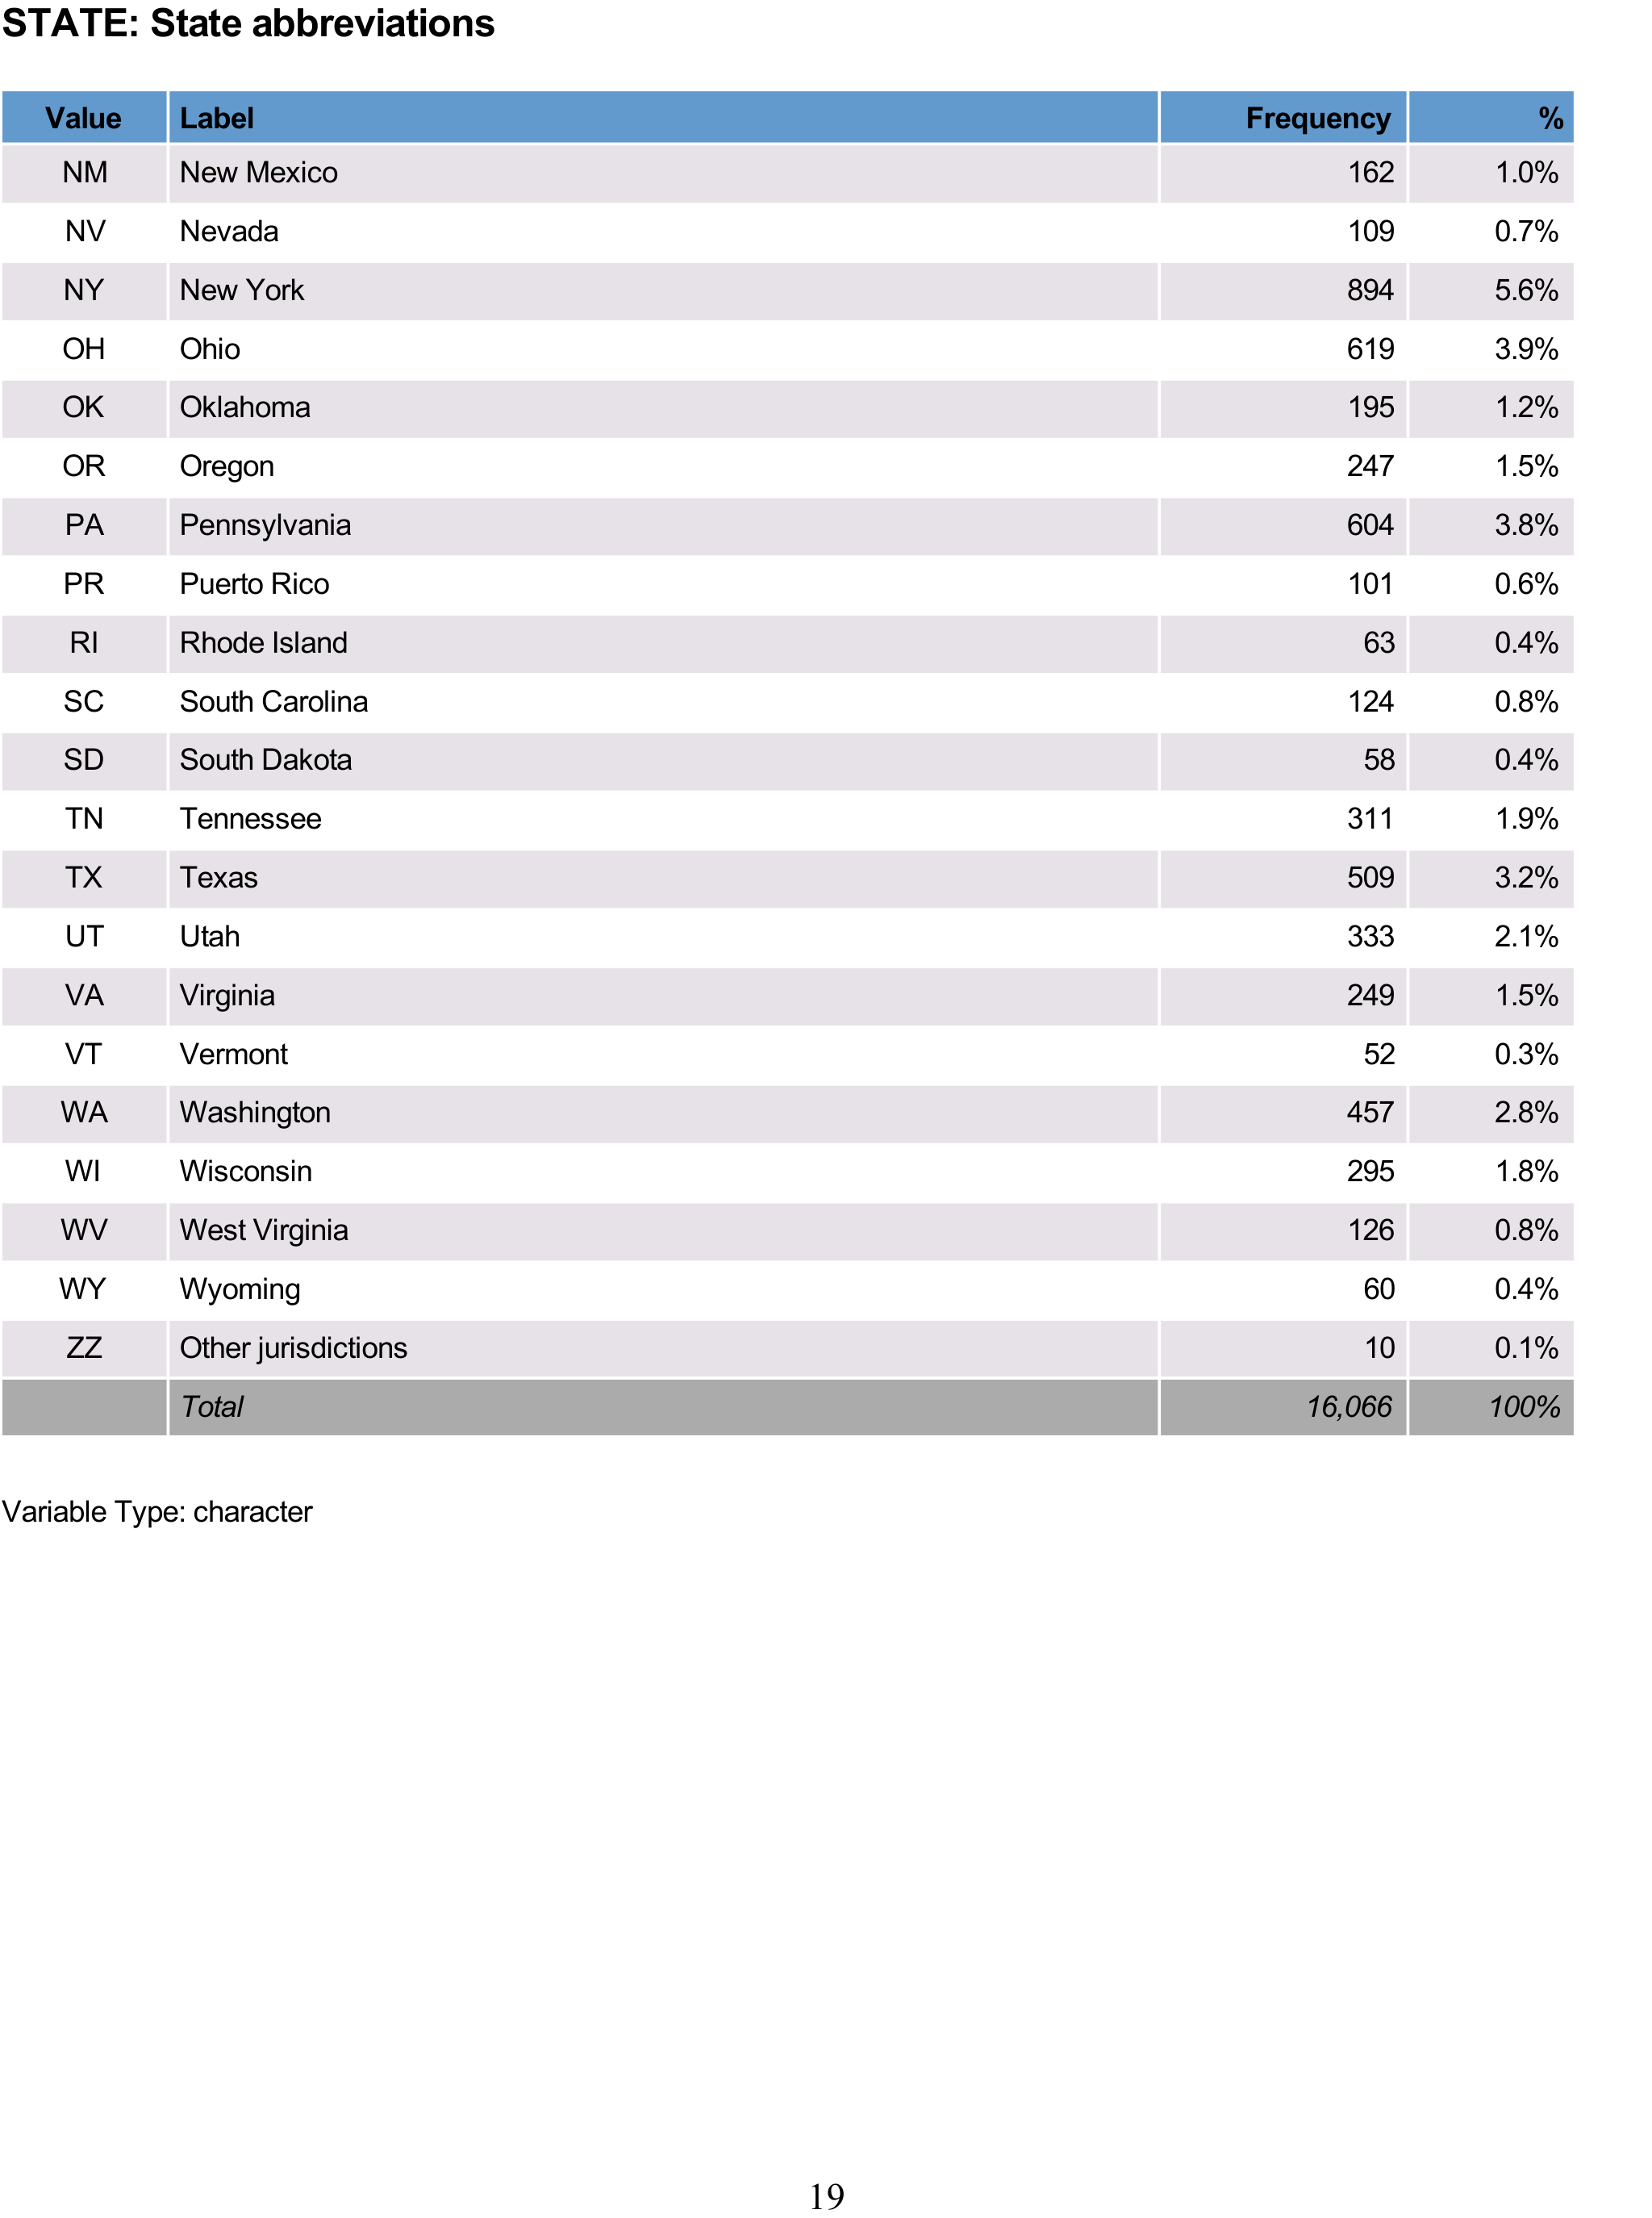 STATE: State abbreviations
Value Label Frequency %
NM New Mexico 162 1.0%
NV Nevada 109 0.7%
NY New York 894 5.6%
OH Ohio 619 3.9%
OK Oklahoma 195 1.2%
OR Oregon 247 1.5%
PA Pennsylvania 604 3.8%
PR Puerto Rico 101 0.6%
RI Rhode Island 63 0.4%
SC South Carolina 124 0.8%
SD South Dakota 58 0.4%
TN Tennessee 311 1.9%
TX Texas 509 3.2%
UT Utah 333 2.1%
VA Virginia 249 1.5%
VT Vermont 52 0.3%
WA Washington 457 2.8%
WI Wisconsin 295 1.8%
WV West Virginia 126 0.8%
WY Wyoming 60 0.4%
ZZ Other jurisdictions 10 0.1%
Total 16,066 100%
Variable Type: character
19